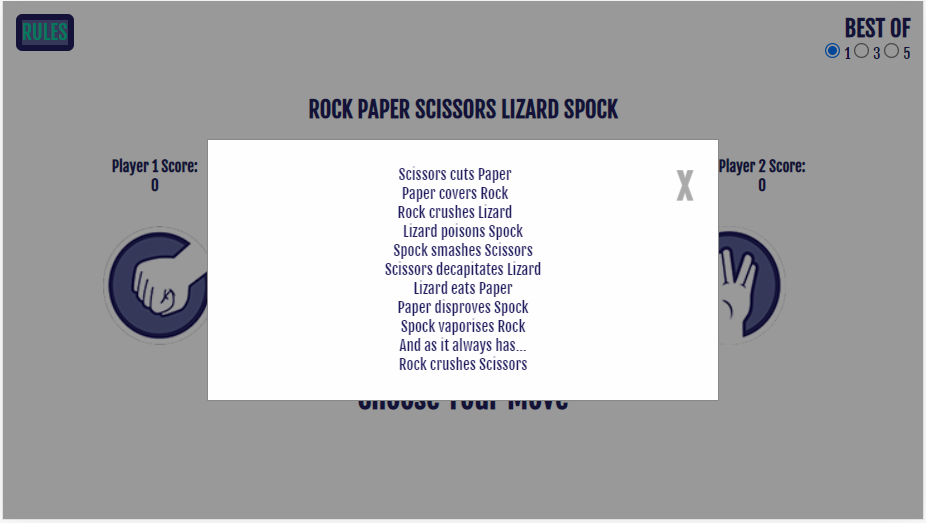 RULES
BEST OF
1 3 5
ROCK PAPER SCISSORS LIZARD SPOCK
Player 1 Score:
0
Player 2 Score:
0
X
Scissors cuts Paper
Paper covers Rock
Rock crushes Lizard
Lizard poisons Spock
Spock smashes Scissors
Scissors decapitates Lizard
Lizard eats Paper
Paper disproves Spock
Spock vaporises Rock
And as it always has...
Rock crushes Scissors
Choose Your Move